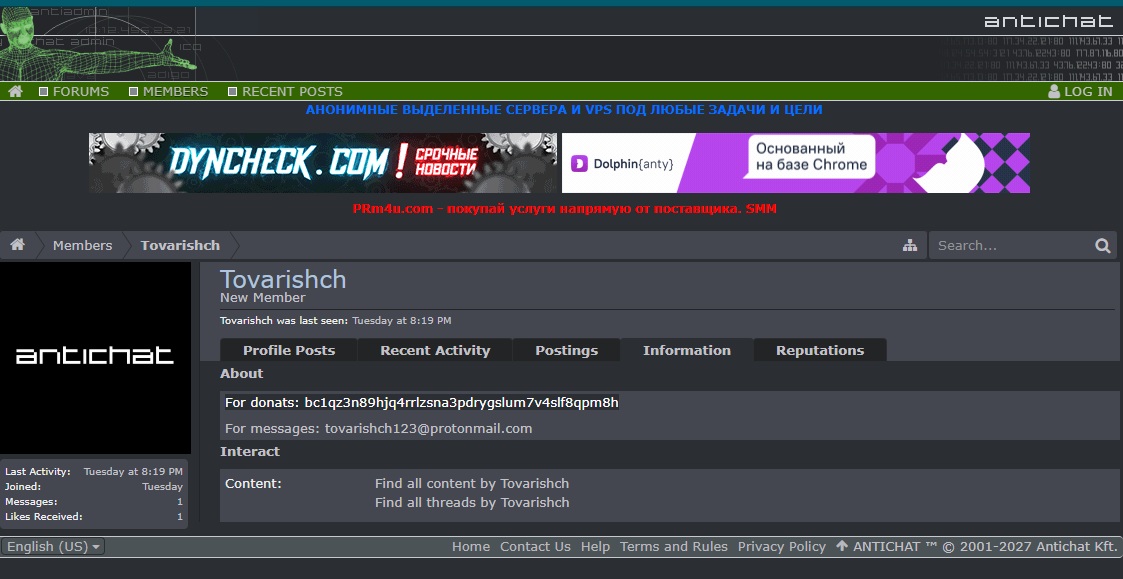 antichat
FORUMS
MEMBERS
RECENT POSTS
LOG IN
АНОНИМНЫЕ ВЫДЕЛЕННЫЕ СЕРВЕРА И VPS ПОД ЛЮБЫЕ ЗАДАЧИ И ЦЕЛИ
DYNCHECK.COM! СРОЧНЫЕ
НОВОСТИ
Dolphin{anty}
Основанный
на базе Chrome
PRm4u.com - покупай услуги напрямую от поставщика. SMM
Members
Tovarishch
Search...
Tovarishch
New Member
Tovarishch was last seen: Tuesday at 8:19 PM
Profile Posts
Recent Activity
Postings
Information
Reputations
antichat
About
For donats: bc1qz3n89hjq4rrlzsna3pdrygslum7v4slf8qpm8h
For messages: tovarishch123@protonmail.com
Interact
Content:
Find all content by Tovarishch
Find all threads by Tovarishch
Last Activity: Tuesday at 8:19 PM
Joined: Tuesday
Messages: 1
Likes Received: 1
English (US)
Home Contact Us Help Terms and Rules Privacy Policy ANTICHAT ™ © 2001-2027 Antichat Kft.